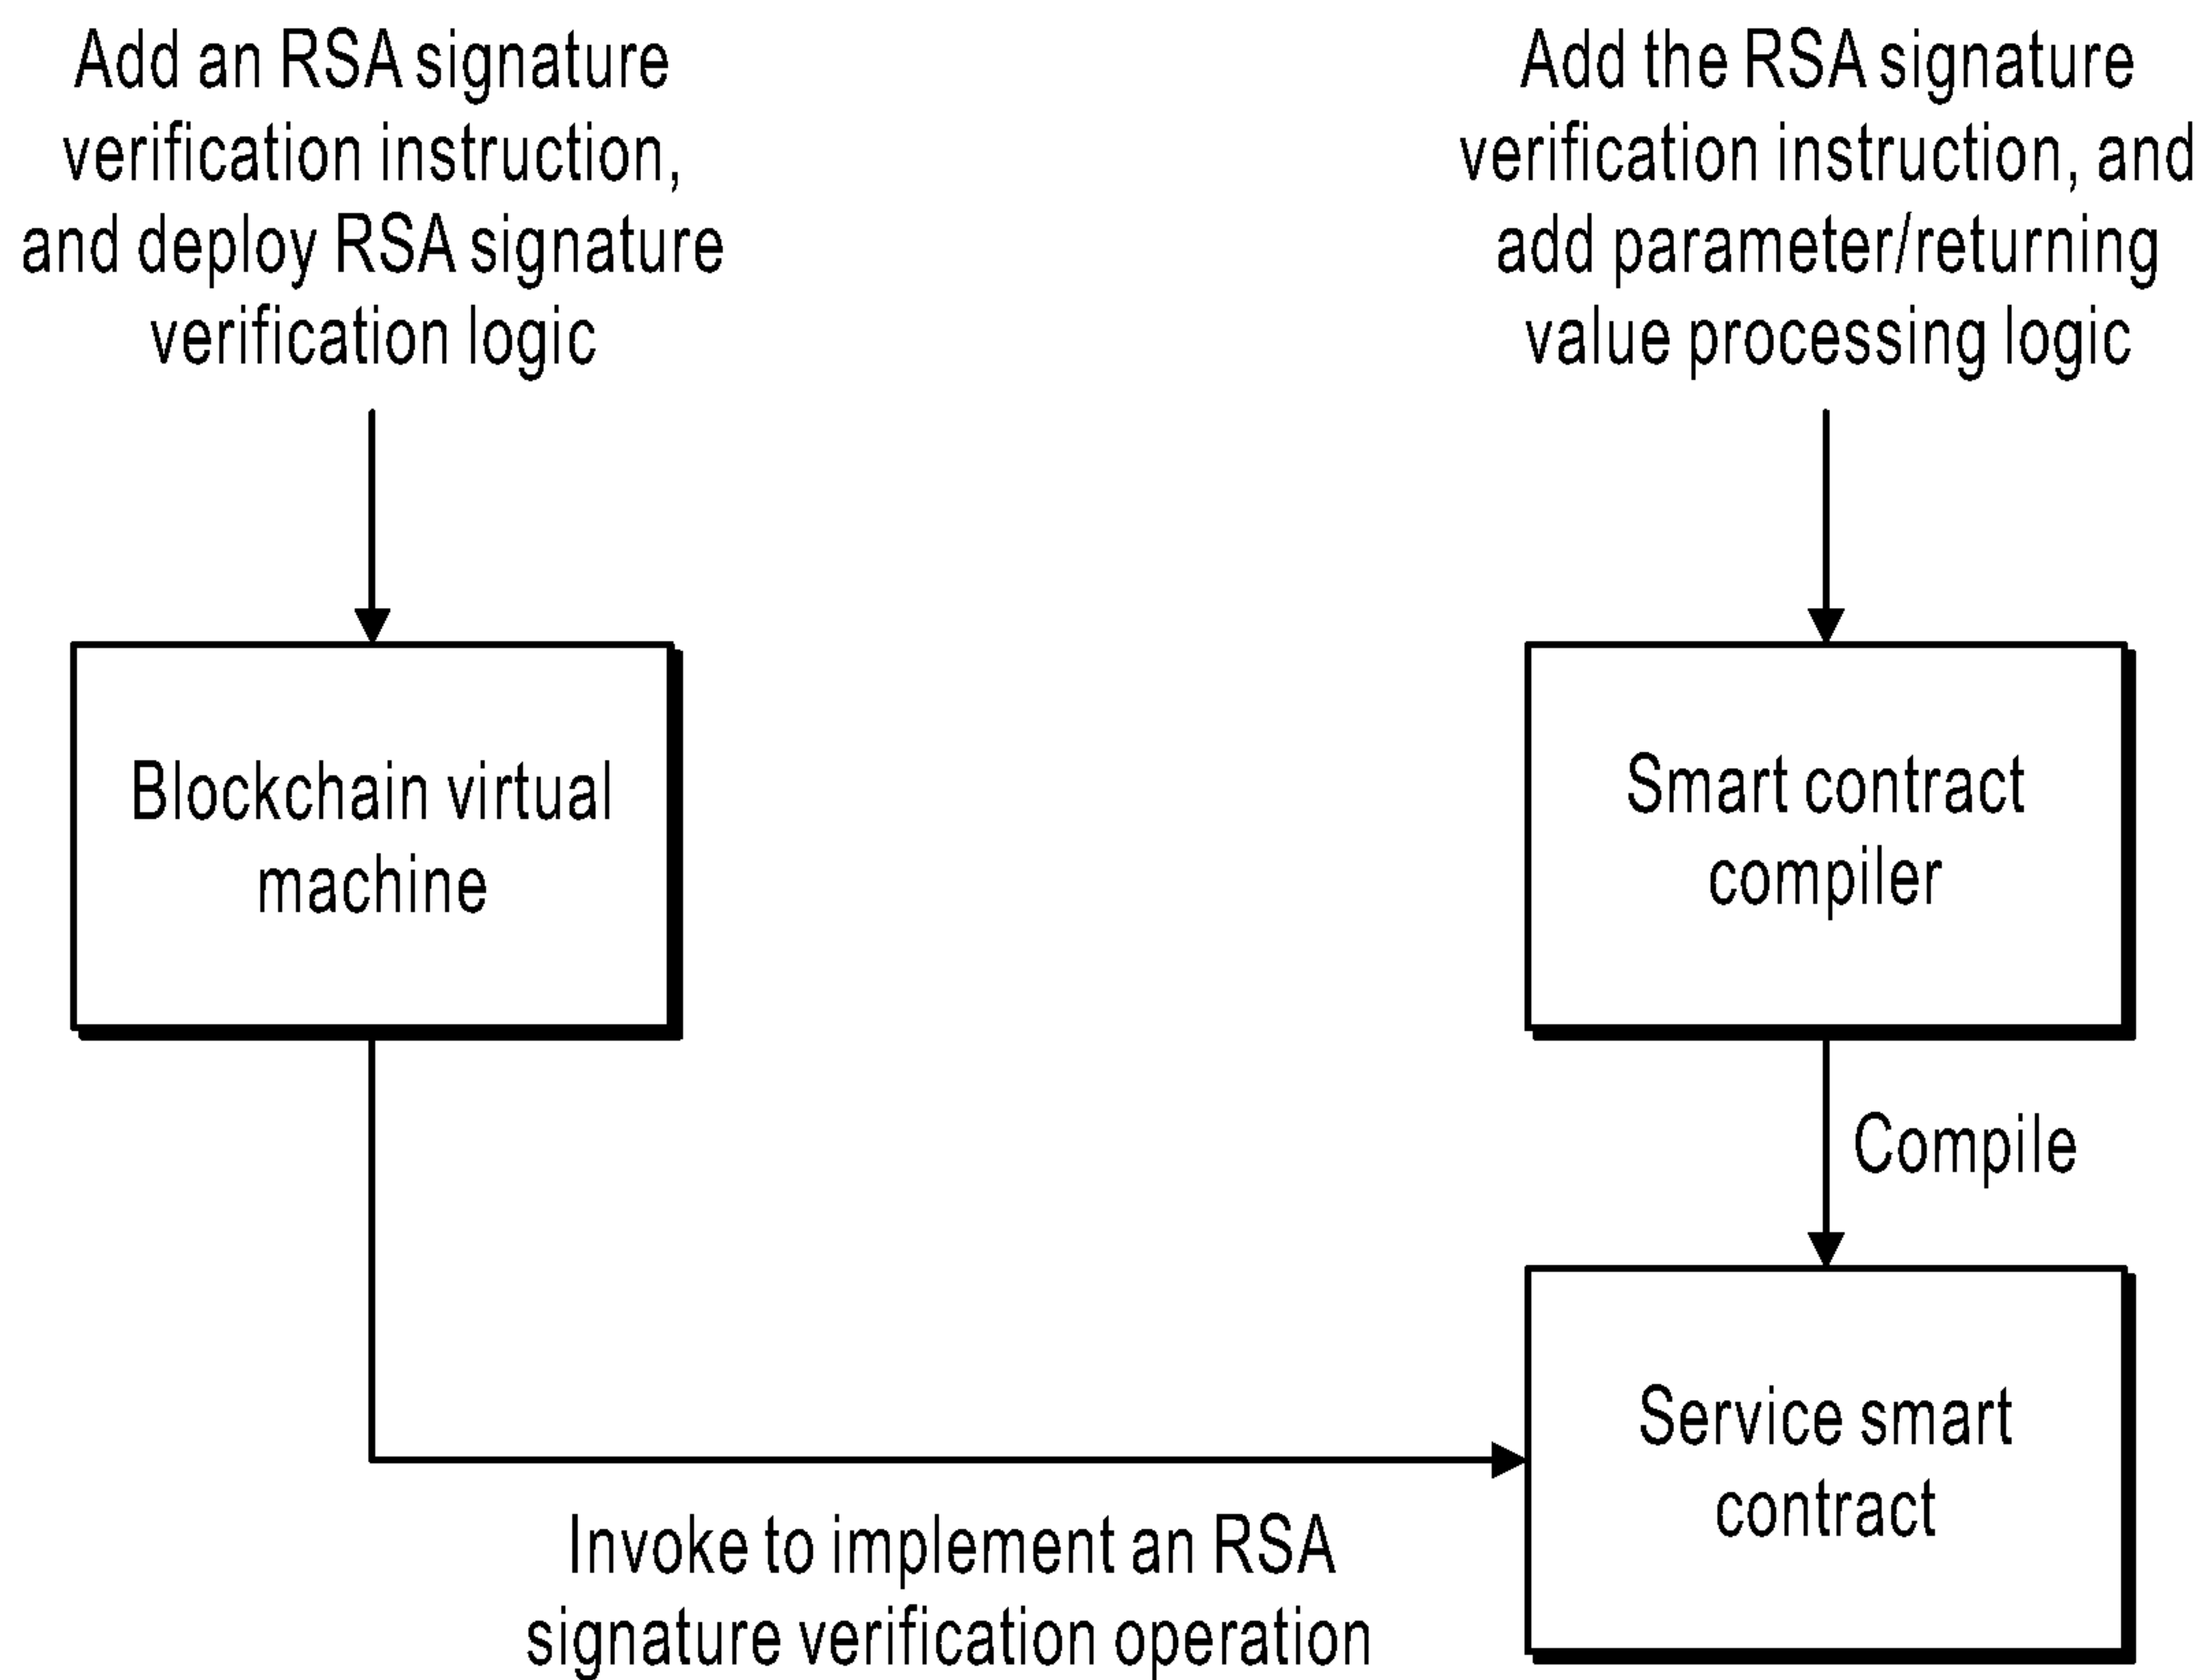 Add an RSA signature
verification instruction,
and deploy RSA signature
verification logic
Add the RSA signature
verification instruction, and
add parameter/returning
value processing logic
Blockchain virtual
machine
Smart contract
compiler
Compile
Service smart
contract
Invoke to implement an RSA
signature verification operation